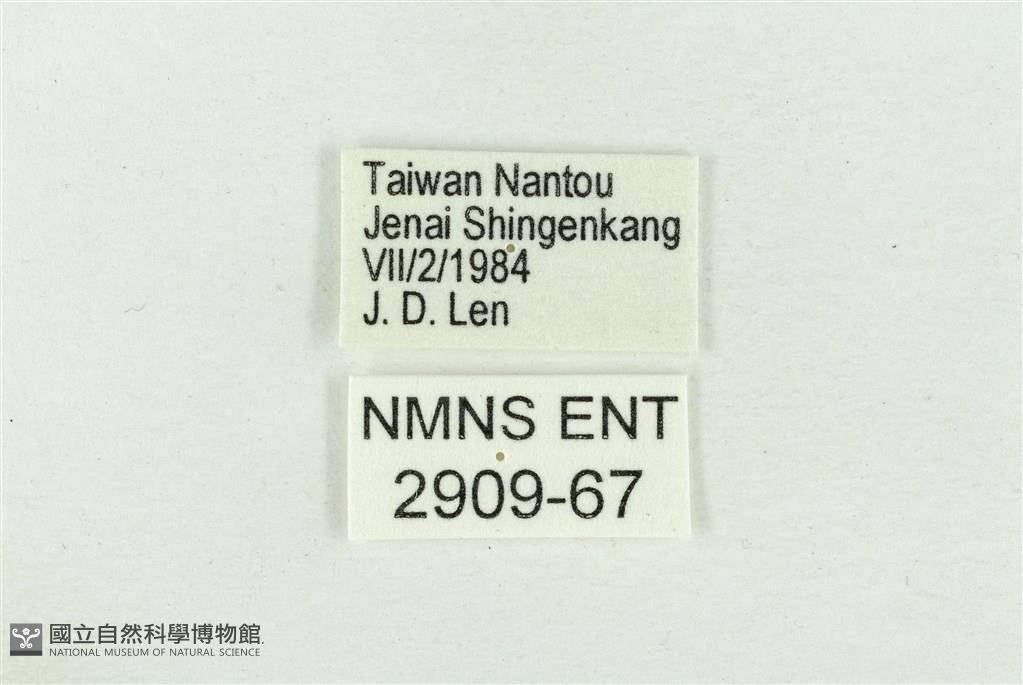 Taiwan Nantou
Jenai Shingenkang
VII/2/1984
J. D. Len
NMNS ENT
2909-67
國立自然科學博物館
NATIONAL MUSEUM OF NATURAL SCIENCE